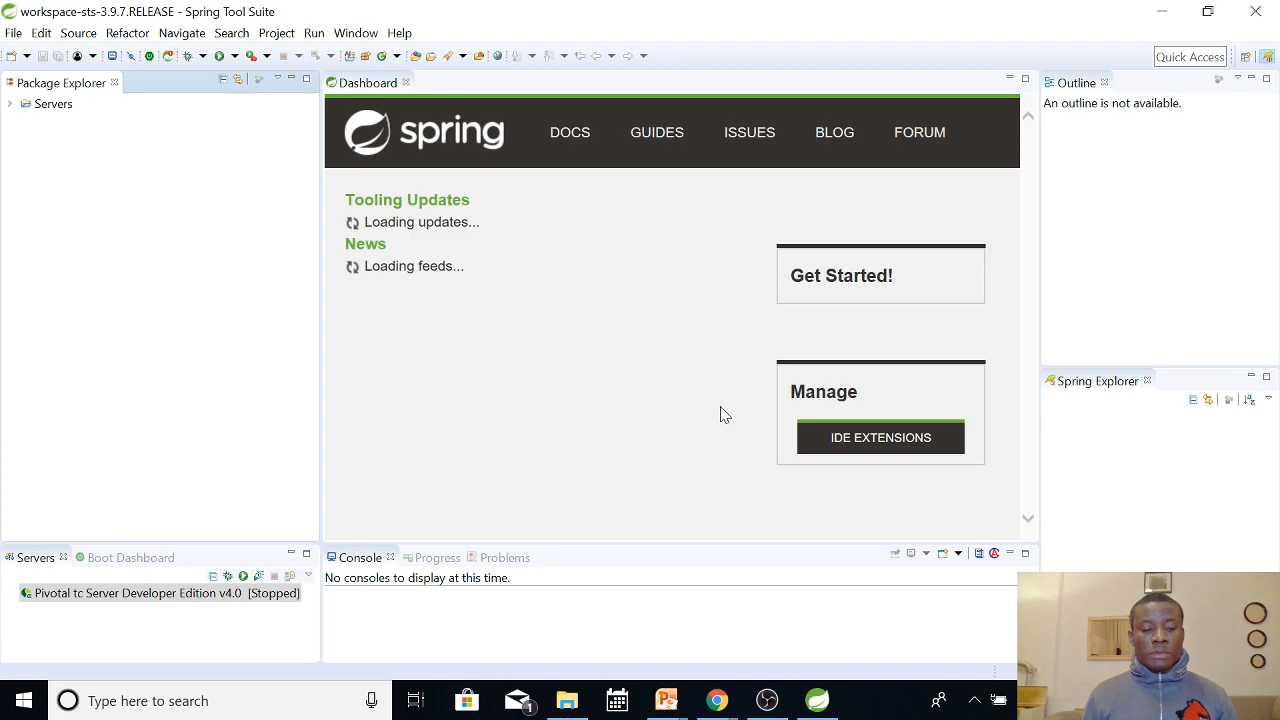 workspace-sts-3.9.7.RELEASE - Spring Tool Suite
File Edit Source Refactor Navigate Search Project Run Window Help
Quick Access
Package Explorer
Servers
Dashboard
spring DOCS GUIDES ISSUES BLOG FORUM
Tooling Updates
Loading updates...
News
Loading feeds...
Get Started!
Manage
IDE EXTENSIONS
Outline
An outline is not available.
Spring Explorer
Servers Boot Dashboard
Pivotal tc Server Developer Edition v4.0 [Stopped]
Console Progress Problems
No consoles to display at this time.
Type here to search
1